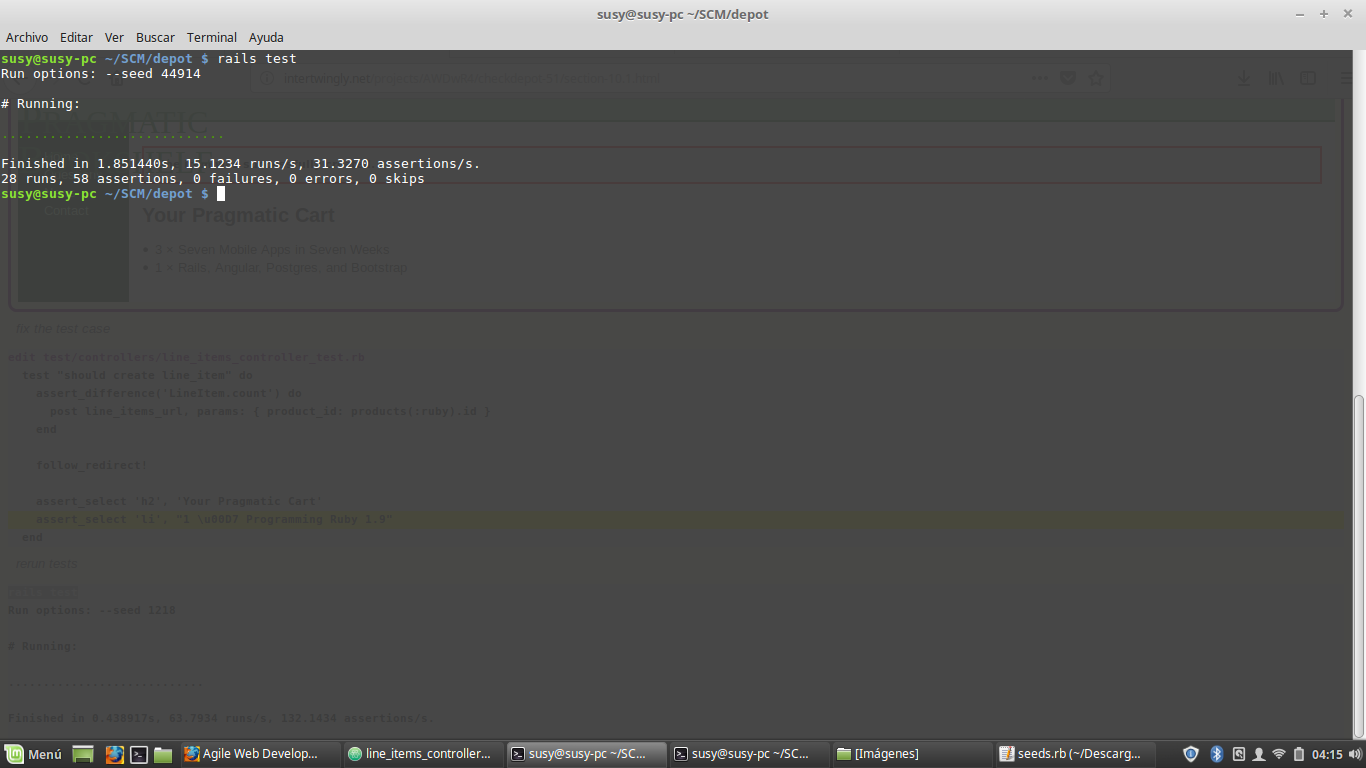 susy@susy-pc ~/SCM/depot
Archivo Editar Ver Buscar Terminal Ayuda
susy@susy-pc ~/SCM/depot $ rails test
Run options: --seed 44914
# Running:
............................
Finished in 1.851440s, 15.1234 runs/s, 31.3270 assertions/s.
28 runs, 58 assertions, 0 failures, 0 errors, 0 skips
susy@susy-pc ~/SCM/depot $
Contact
Your Pragmatic Cart
• 3 × Seven Mobile Apps in Seven Weeks
• 1 × Rails, Angular, Postgres, and Bootstrap
fix the test case
edit test/controllers/line_items_controller_test.rb
test "should create line_item" do
assert_difference('LineItem.count') do
post line_items_url, params: { product_id: products(:ruby).id }
end
follow_redirect!
assert_select 'h2', 'Your Pragmatic Cart'
assert_select 'li', "1 \u00D7 Programming Ruby 1.9"
end
rerun tests
Run options: --seed 1218
# Running:
............................
Finished in 0.438917s, 63.7934 runs/s, 132.1434 assertions/s.
Menú Agile Web Develop... line_items_controller... susy@susy-pc ~/SC... susy@susy-pc ~/SC... [Imágenes] seeds.rb (~/Descarg... 04:15